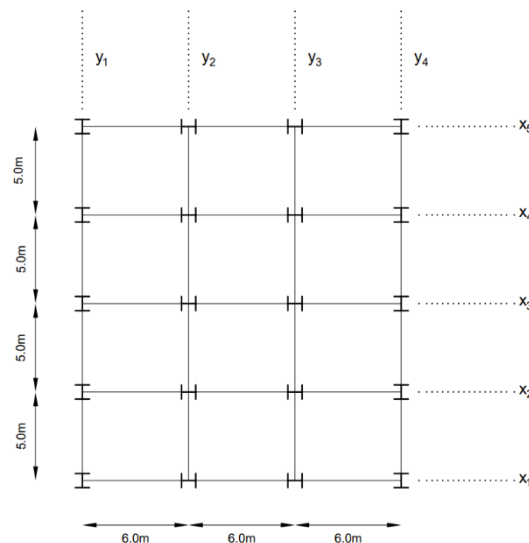 y₁ y₂ y₃ y₄
x₅
5.0m
x₄
5.0m
x₃
5.0m
x₂
5.0m
x₁
6.0m 6.0m 6.0m